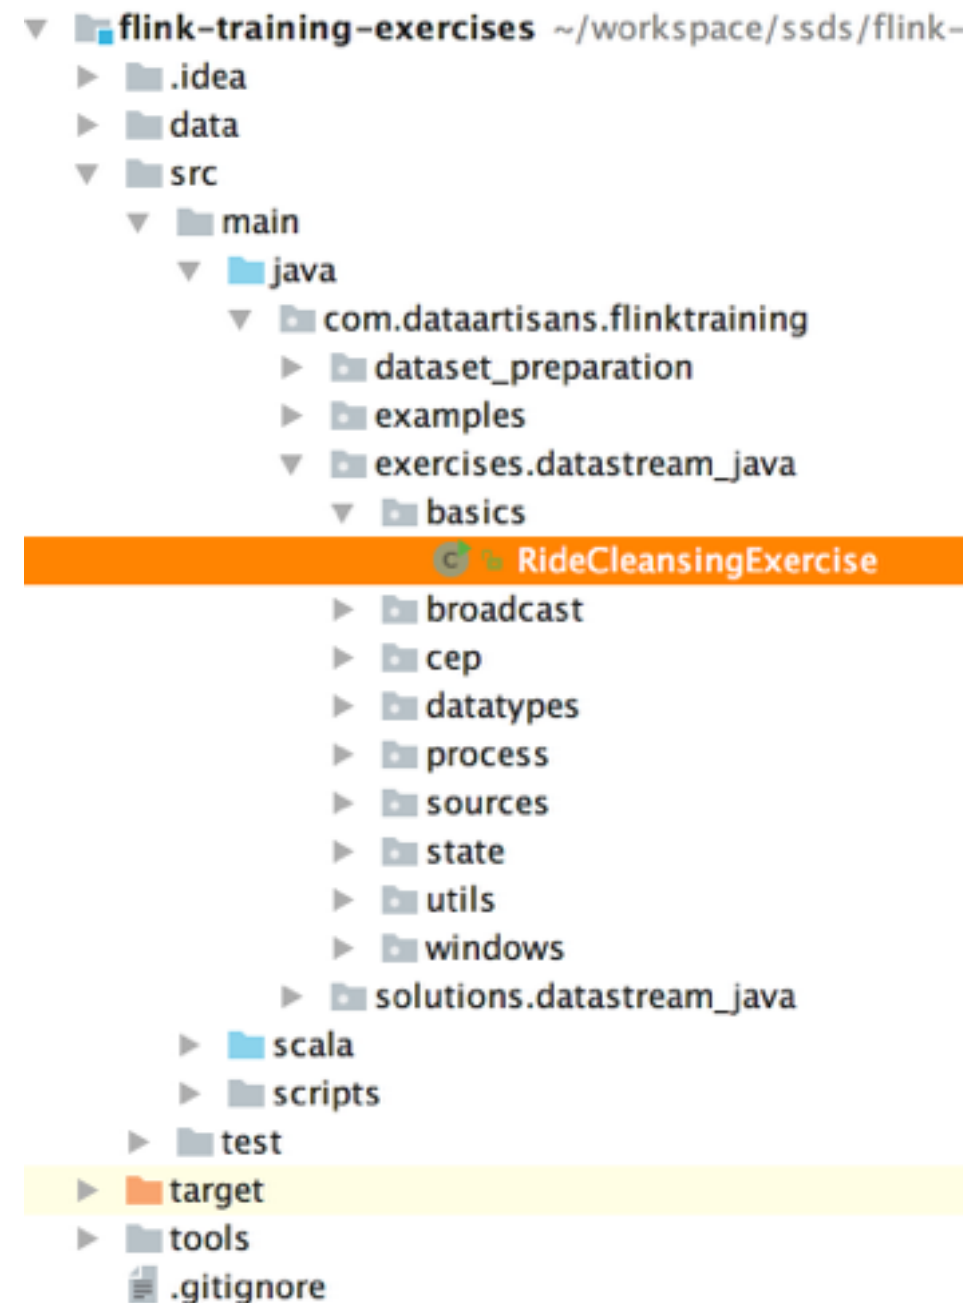 flink-training-exercises ~/workspace/ssds/flink-
.idea
data
src
main
java
com.dataartisans.flinktraining
dataset_preparation
examples
exercises.datastream_java
basics
C RideCleansingExercise
broadcast
cep
datatypes
process
sources
state
utils
windows
solutions.datastream_java
scala
scripts
test
target
tools
.gitignore